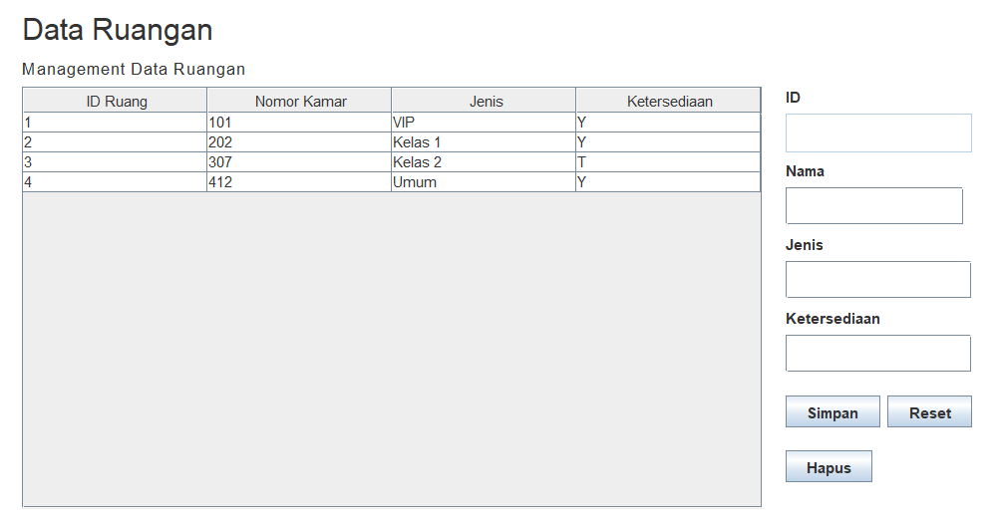 Data Ruangan
Management Data Ruangan
ID Ruang Nomor Kamar Jenis Ketersediaan
1 101 VIP Y
2 202 Kelas 1 Y
3 307 Kelas 2 T
4 412 Umum Y
ID
Nama
Jenis
Ketersediaan
Simpan Reset
Hapus